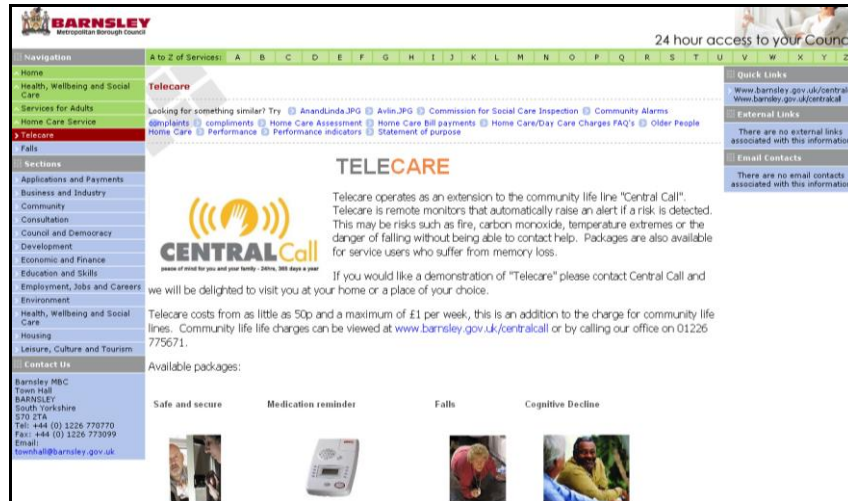 BARNSLEY
Metropolitan Borough Council
24 hour access to your Counc
Navigation
Home
Health, Wellbeing and Social
Care
Services for Adults
Home Care Service
Telecare
Falls
Sections
Applications and Payments
Business and Industry
Community
Consultation
Council and Democracy
Development
Economic and Finance
Education and Skills
Employment, Jobs and Careers
Environment
Health, Wellbeing and Social
Care
Housing
Leisure, Culture and Tourism
Contact Us
Barnsley MBC
Town Hall
BARNSLEY
South Yorkshire
S70 2TA
Tel: +44 (0) 1226 770770
Fax: +44 (0) 1226 773099
Email:
townhall@barnsley.gov.uk
A to Z of Services: A B C D E F G H I J K L M N O P Q R S T U V W X Y Z
Telecare
Looking for something similar? Try AnandLinda.JPG Avlin.JPG Commission for Social Care Inspection Community Alarms
complaints compliments Home Care Assessment Home Care Bill payments Home Care/Day Care Charges FAQ's Older People
Home Care Performance Performance indicators Statement of purpose
TELECARE
CENTRALCall
peace of mind for you and your family - 24hrs, 365 days a year
Telecare operates as an extension to the community life line "Central Call".
Telecare is remote monitors that automatically raise an alert if a risk is detected.
This may be risks such as fire, carbon monoxide, temperature extremes or the
danger of falling without being able to contact help. Packages are also available
for service users who suffer from memory loss.
If you would like a demonstration of "Telecare" please contact Central Call and
we will be delighted to visit you at your home or a place of your choice.
Telecare costs from as little as 50p and a maximum of £1 per week, this is an addition to the charge for community life
lines. Community life life charges can be viewed at www.barnsley.gov.uk/centralcall or by calling our office on 01226
775671.
Available packages:
Safe and secure Medication reminder Falls Cognitive Decline
Quick Links
Www.barnsley.gov.uk/central
Www.barnsley.gov.uk/centralcall
External Links
There are no external links
associated with this information
Email Contacts
There are no email contacts
associated with this information